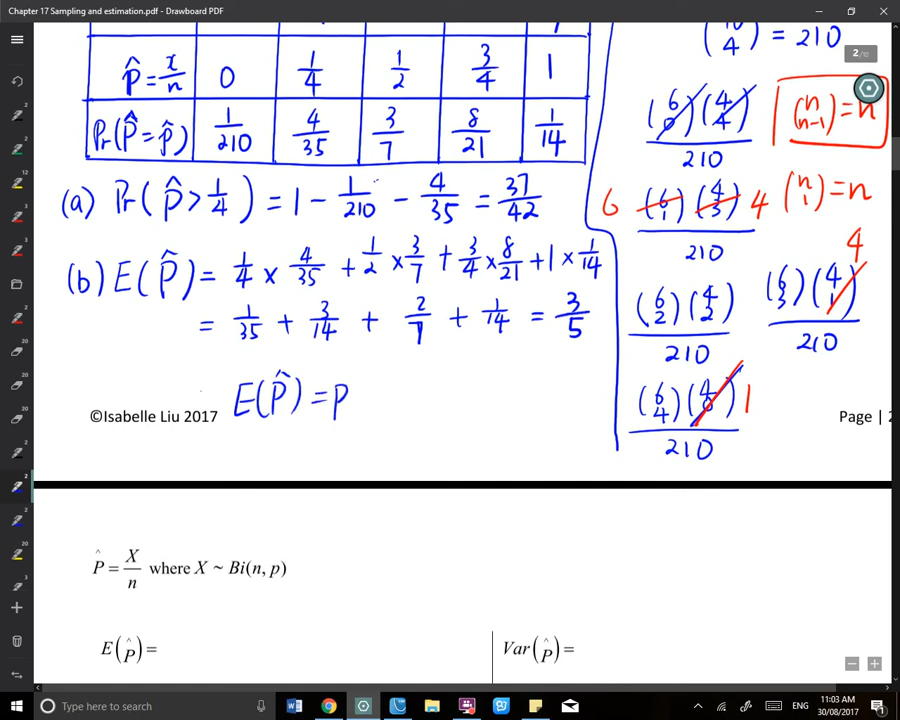 Chapter 17 Sampling and estimation.pdf - Drawboard PDF
2 / 10
P̂ = x/n 0 1/4 1/2 3/4 1
Pr(P̂ = p̂) 1/210 4/35 3/7 8/21 1/14
(a) Pr(P̂ > 1/4) = 1 - 1/210 - 4/35 = 37/42
(b) E(P̂) = 1/4 × 4/35 + 1/2 × 3/7 + 3/4 × 8/21 + 1 × 1/14
= 1/35 + 3/14 + 2/7 + 1/14 = 3/5
E(P̂) = p
©Isabelle Liu 2017
(10 4) = 210
(6 0)(4 4) / 210
(n n-1) = n
6 (6 1)(4 3) 4 / 210
(n 1) = n
(6 2)(4 2) / 210
(6 3)(4 1) 4 / 210
(6 4)(4 0) 1 / 210
Page | 2
P̂ = X/n where X ~ Bi(n, p)
E(P̂) =
Var(P̂) =
Type here to search
ENG
11:03 AM
30/08/2017